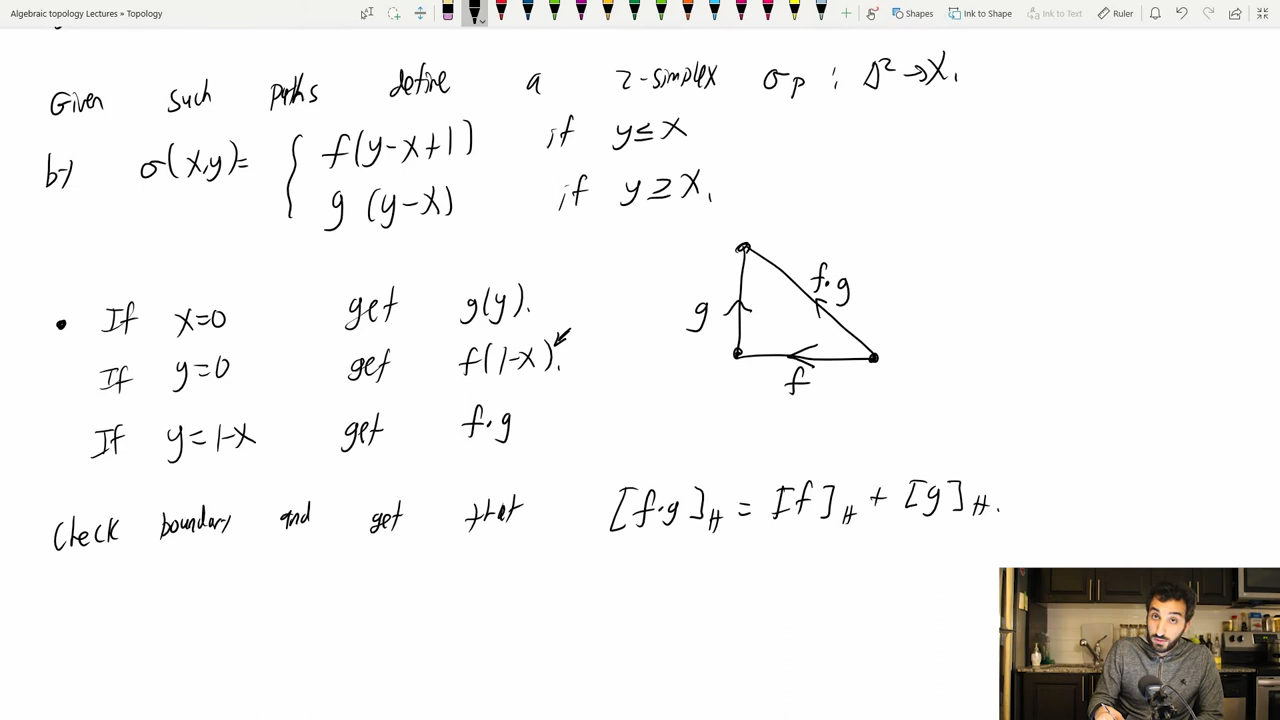 Algebraic topology Lectures » Topology
Shapes Ink to Shape Ink to Text Ruler
Given such paths define a 2-simplex σp : Δ² → X.
b-) σ(x,y)= { f(y-x+1) if y≤x
g (y-x) if y≥x.
• If x=0 get g(y).
If y=0 get f(1-x).
If y=1-x get f·g
g f·g
f
Check boundary and get that [f·g]H = [f]H + [g]H.